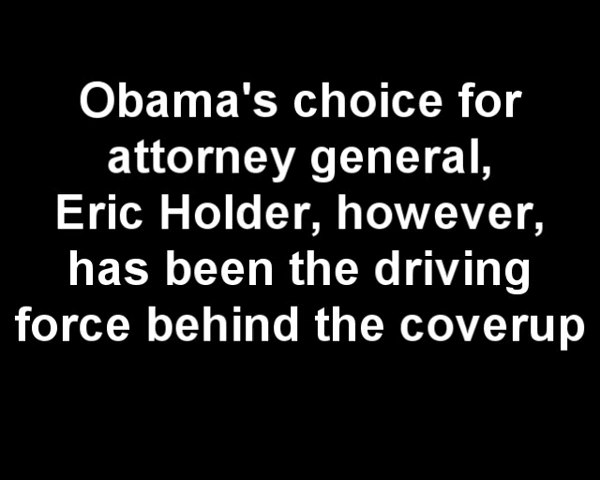 Obama's choice for
attorney general,
Eric Holder, however,
has been the driving
force behind the coverup